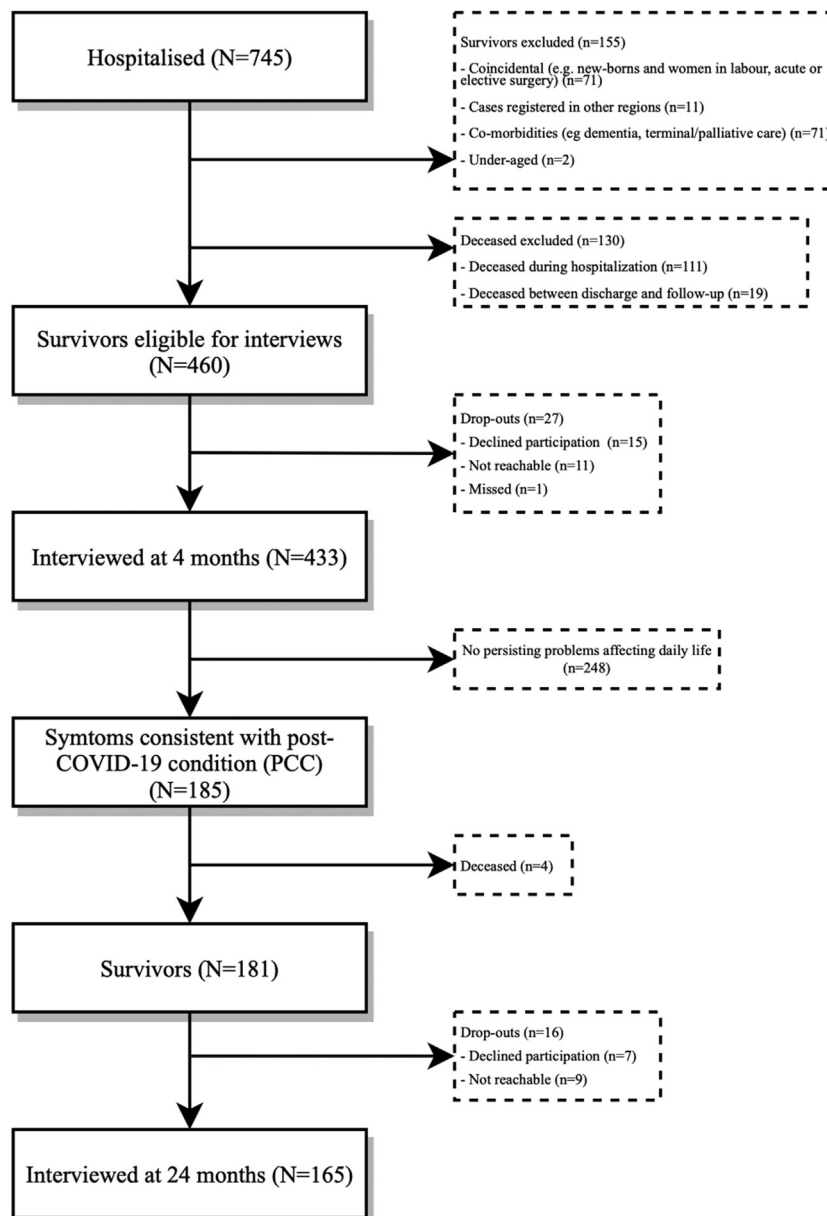 Hospitalised (N=745)
Survivors excluded (n=155)
- Coincidental (e.g. new-borns and women in labour, acute or
elective surgery) (n=71)
- Cases registered in other regions (n=11)
- Co-morbidities (eg dementia, terminal/palliative care) (n=71)
- Under-aged (n=2)
Deceased excluded (n=130)
- Deceased during hospitalization (n=111)
- Deceased between discharge and follow-up (n=19)
Survivors eligible for interviews
(N=460)
Drop-outs (n=27)
- Declined participation (n=15)
- Not reachable (n=11)
- Missed (n=1)
Interviewed at 4 months (N=433)
No persisting problems affecting daily life
(n=248)
Symtoms consistent with post-
COVID-19 condition (PCC)
(N=185)
Deceased (n=4)
Survivors (N=181)
Drop-outs (n=16)
- Declined participation (n=7)
- Not reachable (n=9)
Interviewed at 24 months (N=165)